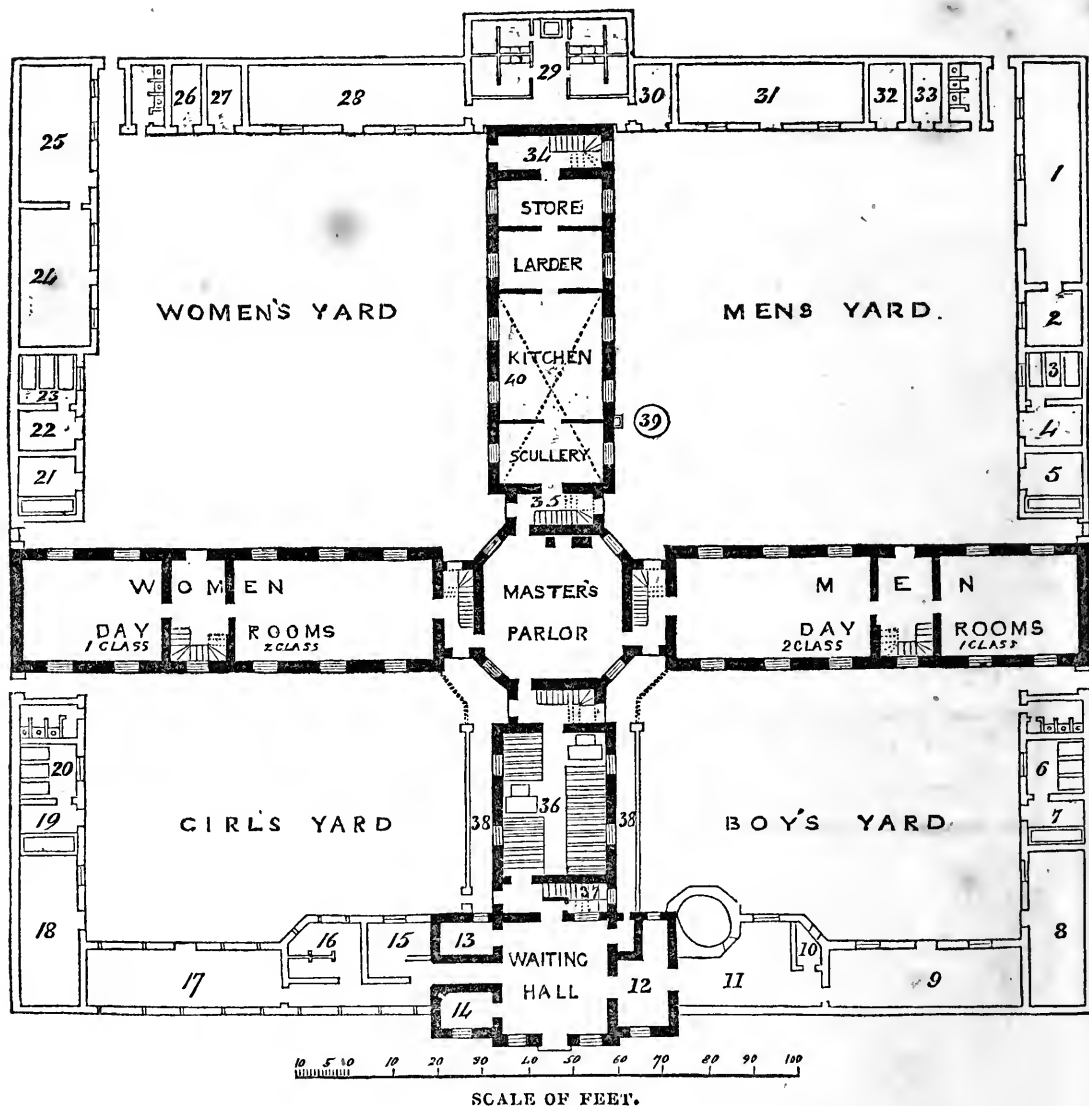 26 27 28 29 30 31 32 33
25
1
34
STORE
LARDER
24
WOMEN'S YARD
MENS YARD.
2
KITCHEN
40
23
3
22
39
4
SCULLERY
21
5
35
WOMEN
MASTER'S
MEN
DAY ROOMS
PARLOR
DAY ROOMS
1 CLASS 2 CLASS
2 CLASS 1 CLASS
20
36
6
19
7
GIRL'S YARD
38
38
BOY'S YARD
37
18
8
16 15 13
WAITING
10
17
HALL
12
11
9
14
10 5 0 10 20 30 40 50 60 70 80 90 100
SCALE OF FEET.